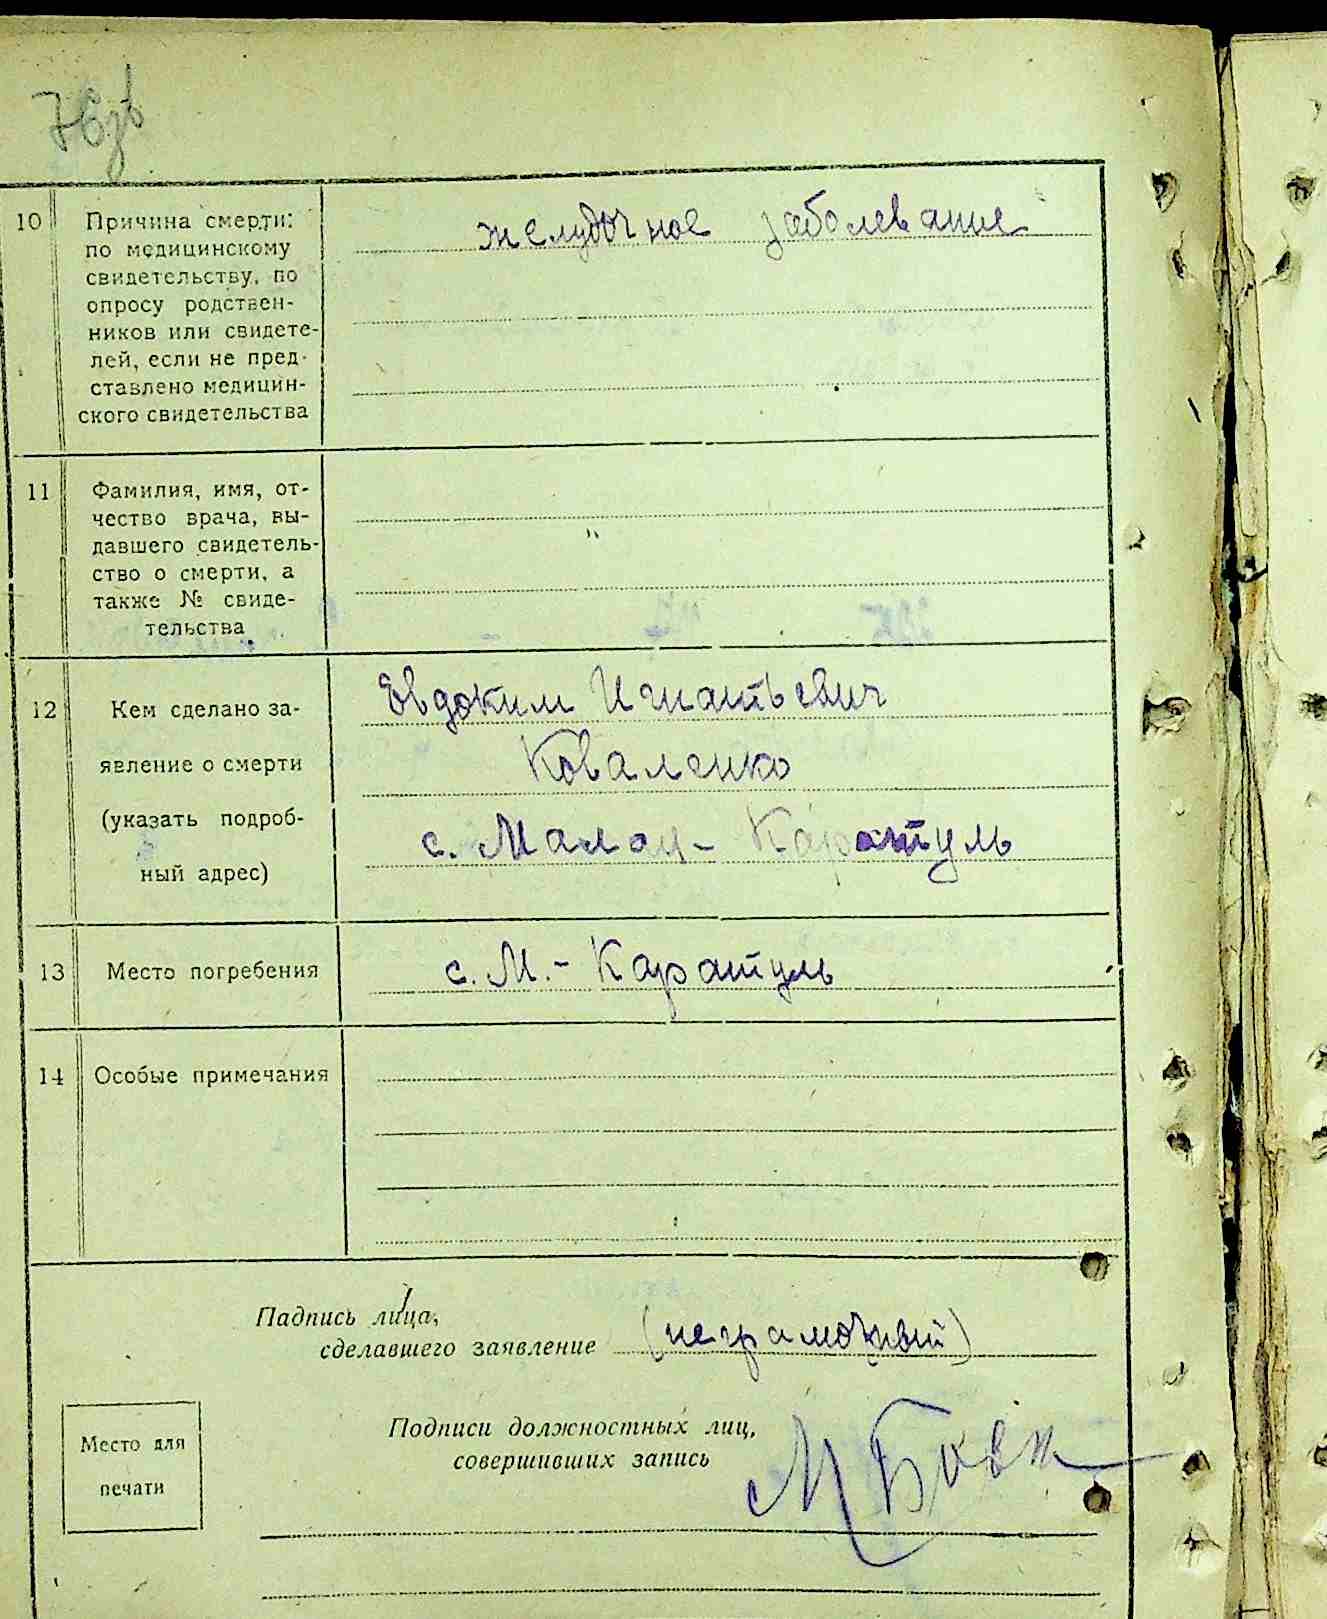 10
Причина смерти:
по медицинскому
свидетельству, по
опросу родствен-
ников или свидете-
лей, если не пред-
ставлено медицин-
ского свидетельства
желудочное заболевание
11
Фамилия, имя, от-
чество врача, вы-
давшего свидетель-
ство о смерти, а
также № свиде-
тельства
"
12
Кем сделано за-
явление о смерти
(указать подроб-
ный адрес)
Евдоким Игнатьевич
Коваленко
с. Малая - Каратуль
13
Место погребения
с. М.- Каратуль
14
Особые примечания
Падпись лица,
сделавшего заявление (неграмотный)
Подписи должностных лиц,
совершивших запись
Место для
печати